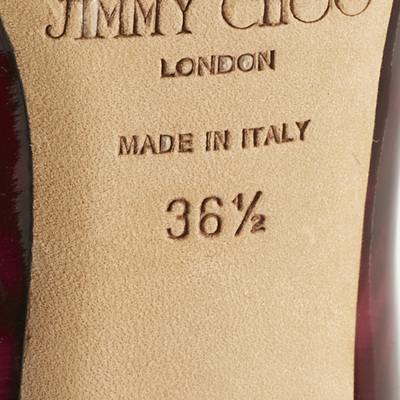 JIMMY CHOO
LONDON
MADE IN ITALY
36½